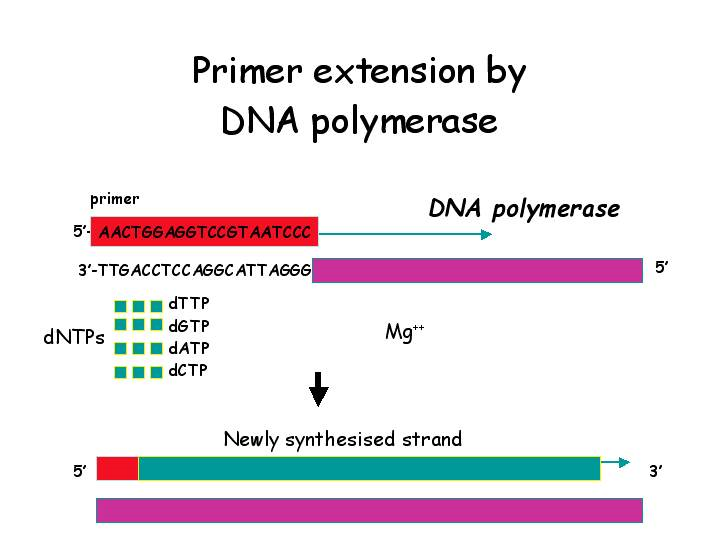 Primer extension by
DNA polymerase
primer
DNA polymerase
5'- AACTGGAGGTCCGTAATCCC
3'-TTGACCTCCAGGCATTAGGG
5'
dNTPs
dTTP
dGTP
dATP
dCTP
Mg++
Newly synthesised strand
5'
3'